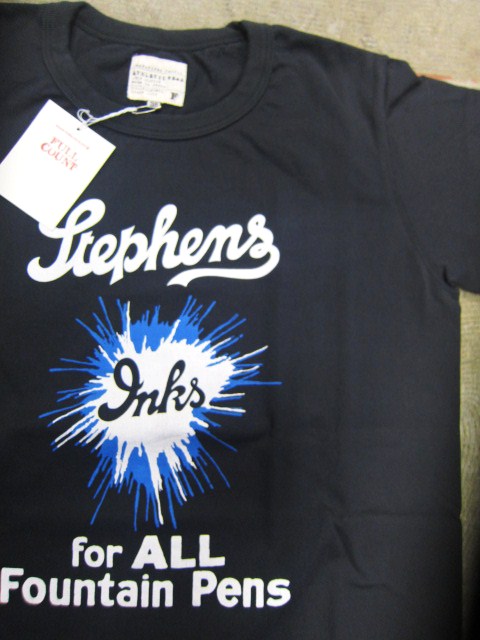 FULL
COUNT
Stephens
Inks
for ALL
Fountain Pens